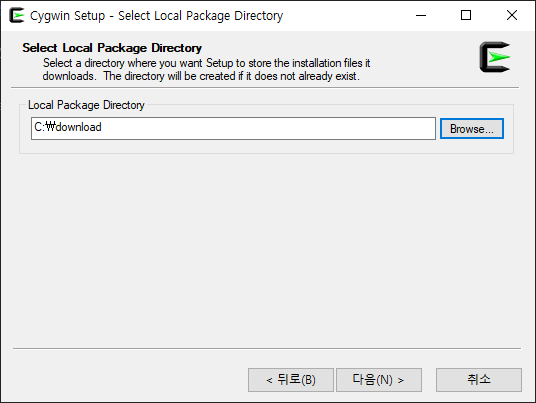 Cygwin Setup - Select Local Package Directory
Select Local Package Directory
Select a directory where you want Setup to store the installation files it
downloads. The directory will be created if it does not already exist.
Local Package Directory
C:₩download
Browse...
< 뒤로(B)
다음(N) >
취소